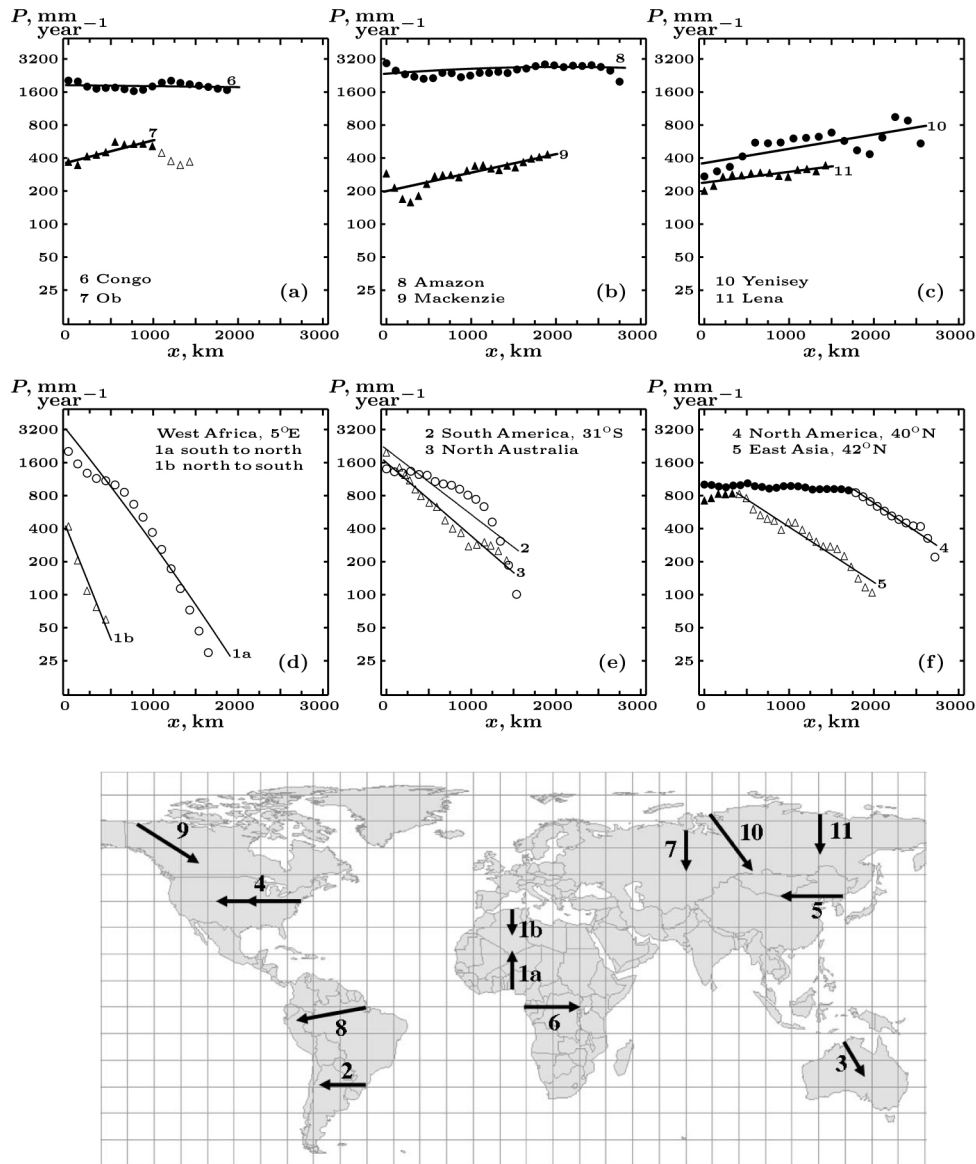 P, mm
year⁻¹
3200
1600
800
400
200
100
50
25
6
7
6 Congo
7 Ob
(a)
0
1000
2000
3000
x, km
P, mm
year⁻¹
3200
1600
800
400
200
100
50
25
8
9
8 Amazon
9 Mackenzie
(b)
0
1000
2000
3000
x, km
P, mm
year⁻¹
3200
1600
800
400
200
100
50
25
10
11
10 Yenisey
11 Lena
(c)
0
1000
2000
3000
x, km
P, mm
year⁻¹
3200
1600
800
400
200
100
50
25
West Africa, 5°E
1a south to north
1b north to south
1b
1a
(d)
0
1000
2000
3000
x, km
P, mm
year⁻¹
3200
1600
800
400
200
100
50
25
2 South America, 31°S
3 North Australia
2
3
(e)
0
1000
2000
3000
x, km
P, mm
year⁻¹
3200
1600
800
400
200
100
50
25
4 North America, 40°N
5 East Asia, 42°N
4
5
(f)
0
1000
2000
3000
x, km
9
7
10
11
4
5
1b
1a
8
6
2
3